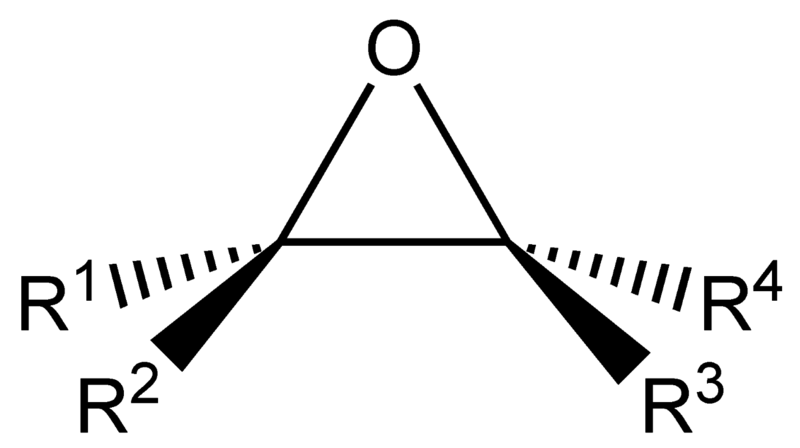 O
R¹ R⁴
R² R³